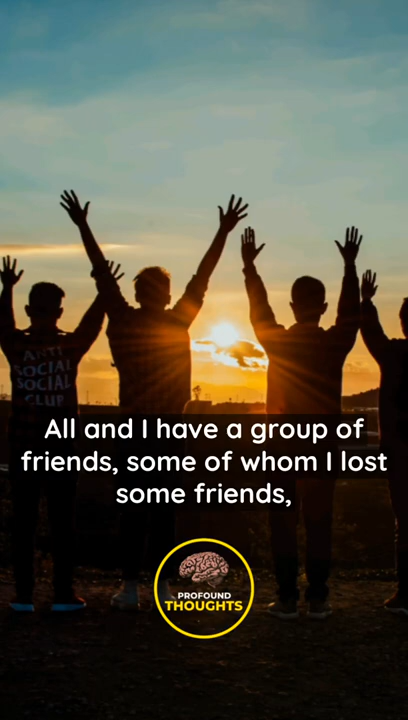 ANTI
SOCIAL
SOCIAL
CLUB
All and I have a group of
friends, some of whom I lost
some friends,
PROFOUND
THOUGHTS